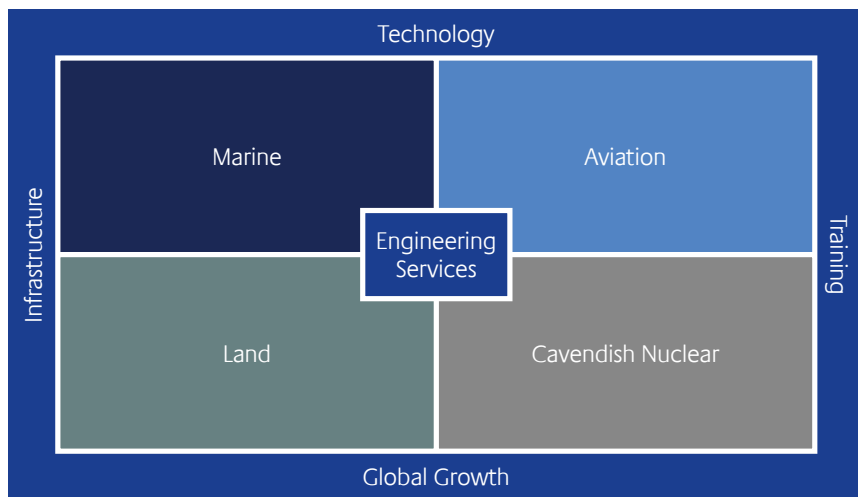 Technology
Marine
Aviation
Infrastructure
Engineering
Services
Training
Land
Cavendish Nuclear
Global Growth